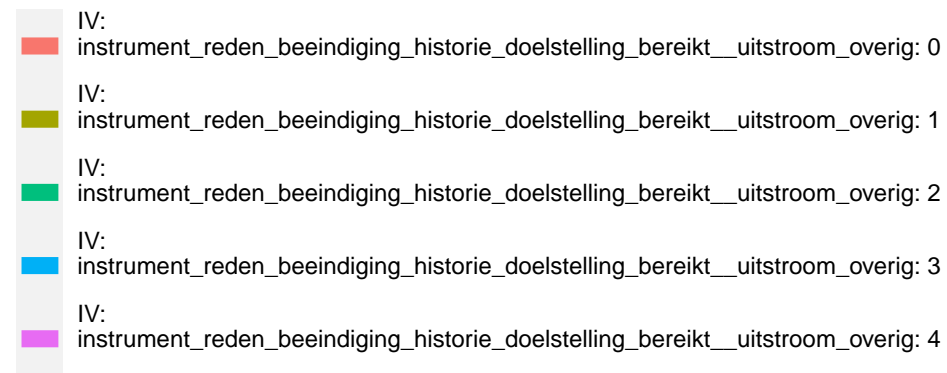 IV:
instrument_reden_beeindiging_historie_doelstelling_bereikt__uitstroom_overig: 0
IV:
instrument_reden_beeindiging_historie_doelstelling_bereikt__uitstroom_overig: 1
IV:
instrument_reden_beeindiging_historie_doelstelling_bereikt__uitstroom_overig: 2
IV:
instrument_reden_beeindiging_historie_doelstelling_bereikt__uitstroom_overig: 3
IV:
instrument_reden_beeindiging_historie_doelstelling_bereikt__uitstroom_overig: 4